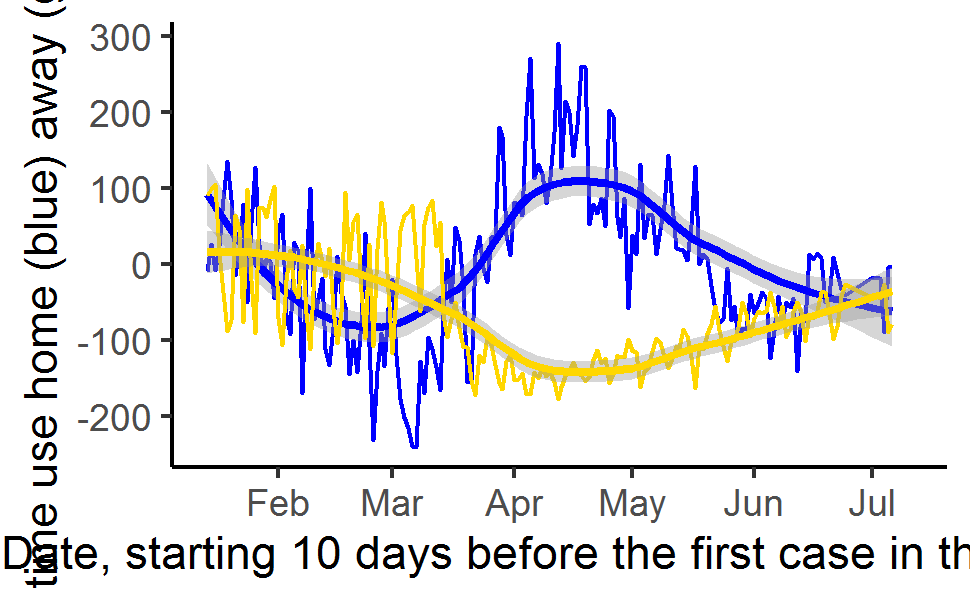 time use home (blue) away (
300
200
100
0
-100
-200
Feb Mar Apr May Jun Jul
Date, starting 10 days before the first case in th